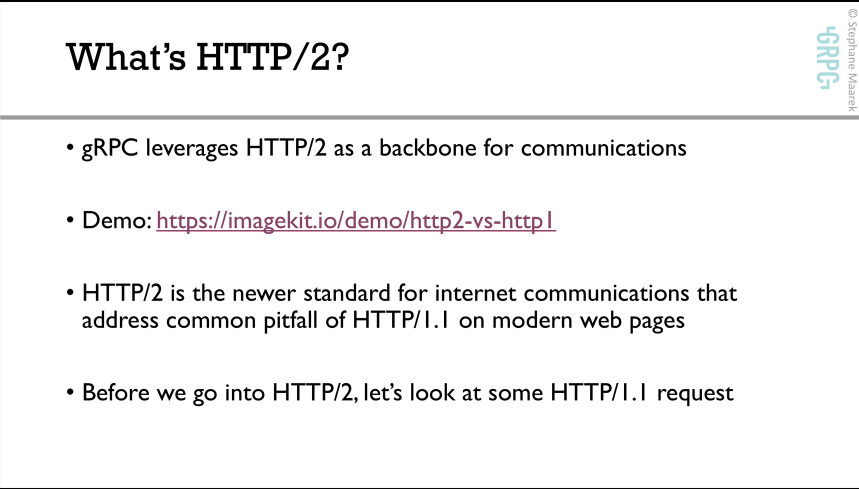 What's HTTP/2?
GRPC
© Stephane Maarek
• gRPC leverages HTTP/2 as a backbone for communications
• Demo: https://imagekit.io/demo/http2-vs-http1
• HTTP/2 is the newer standard for internet communications that
address common pitfall of HTTP/1.1 on modern web pages
• Before we go into HTTP/2, let's look at some HTTP/1.1 request